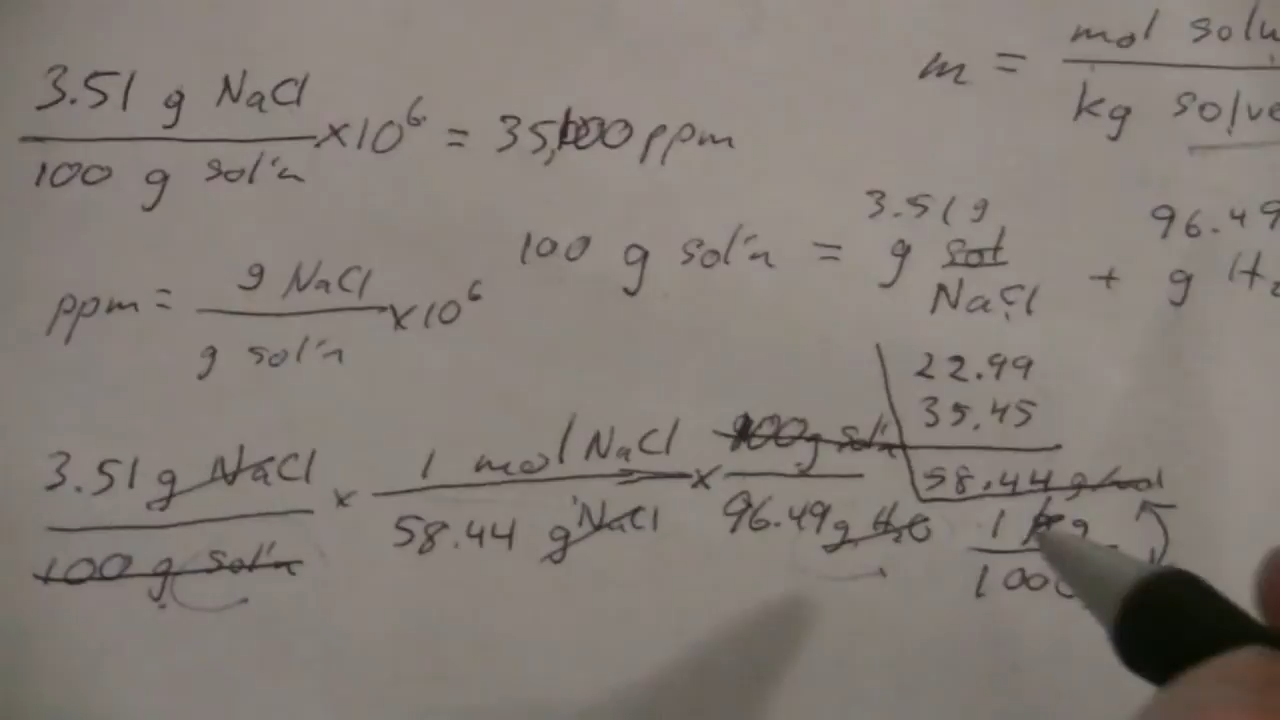 3.51 g NaCl
100 g sol'n
×10⁶ = 35,100 ppm
m = mol solu
kg solve
ppm = g NaCl
g sol'n
×10⁶
100 g sol'n = g sol + g H₂
3.51 g
96.49
NaCl
22.99
35.45
58.44 g/mol
3.51 g NaCl × 1 mol NaCl × 100 g sol'n
100 g sol'n 58.44 g NaCl 96.49 g H₂O
1 kg
1000